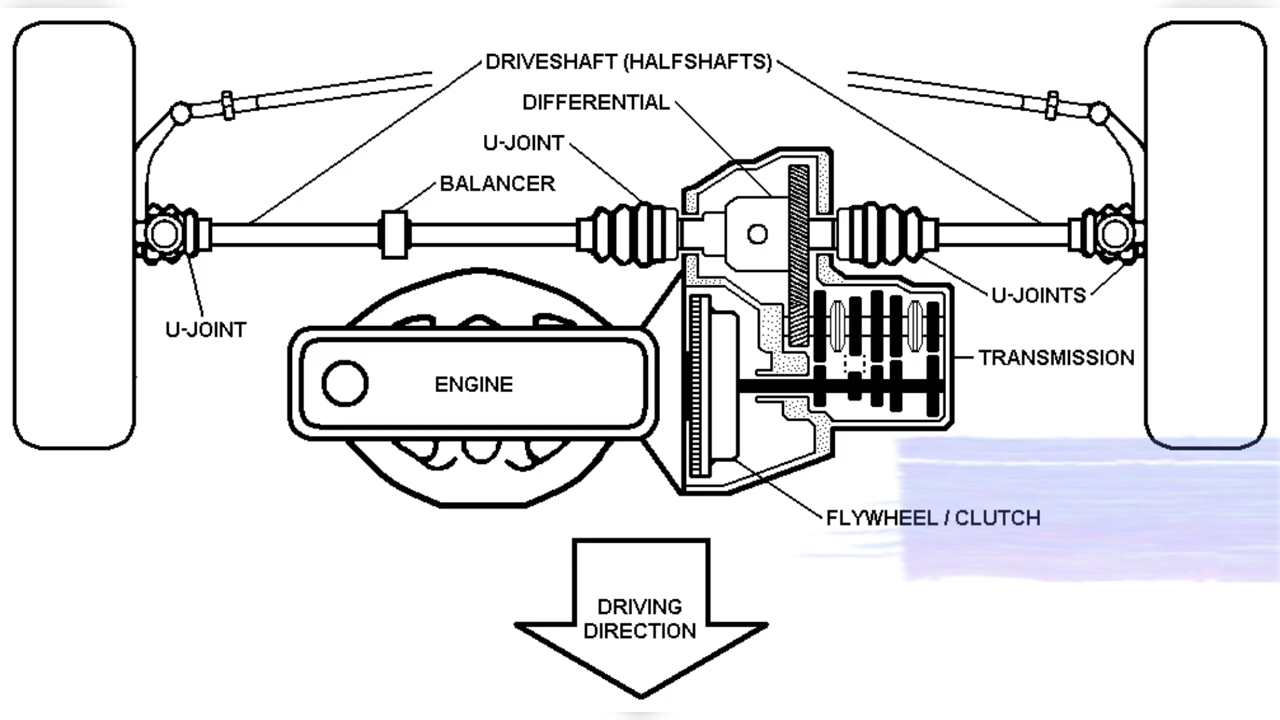 DRIVESHAFT (HALFSHAFTS)
DIFFERENTIAL
U-JOINT
BALANCER
U-JOINTS
U-JOINT
TRANSMISSION
ENGINE
FLYWHEEL / CLUTCH
DRIVING
DIRECTION